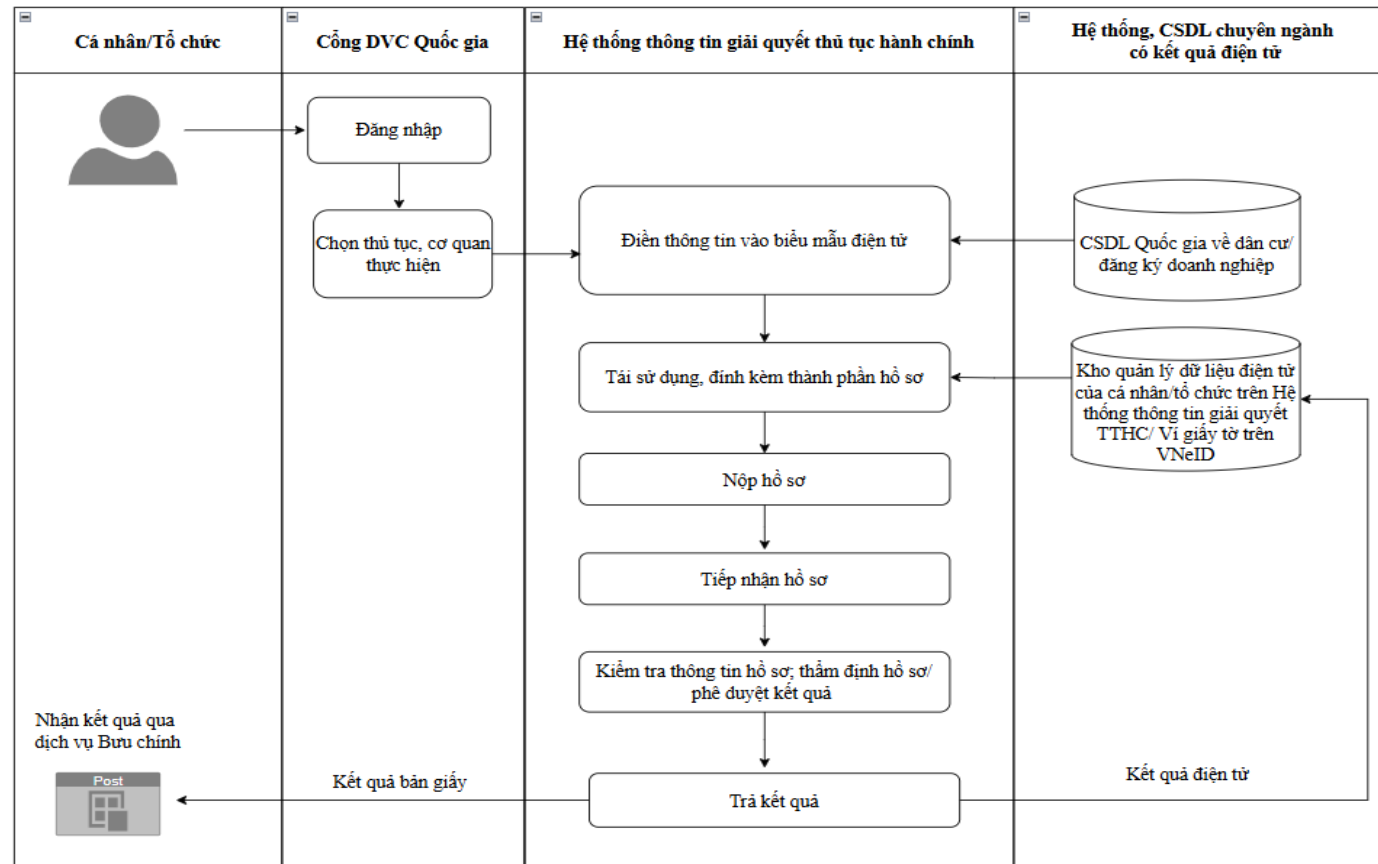 Cá nhân/Tổ chức
Cổng DVC Quốc gia
Hệ thống thông tin giải quyết thủ tục hành chính
Hệ thống, CSDL chuyên ngành
có kết quả điện tử
Đăng nhập
Chọn thủ tục, cơ quan
thực hiện
Điền thông tin vào biểu mẫu điện tử
CSDL Quốc gia về dân cư/
đăng ký doanh nghiệp
Tái sử dụng, đính kèm thành phần hồ sơ
Kho quản lý dữ liệu điện tử
của cá nhân/tổ chức trên Hệ
thống thông tin giải quyết
TTHC/ Ví giấy tờ trên
VNeID
Nộp hồ sơ
Tiếp nhận hồ sơ
Kiểm tra thông tin hồ sơ; thẩm định hồ sơ/
phê duyệt kết quả
Nhận kết quả qua
dịch vụ Bưu chính
Post
Kết quả bản giấy
Trả kết quả
Kết quả điện tử